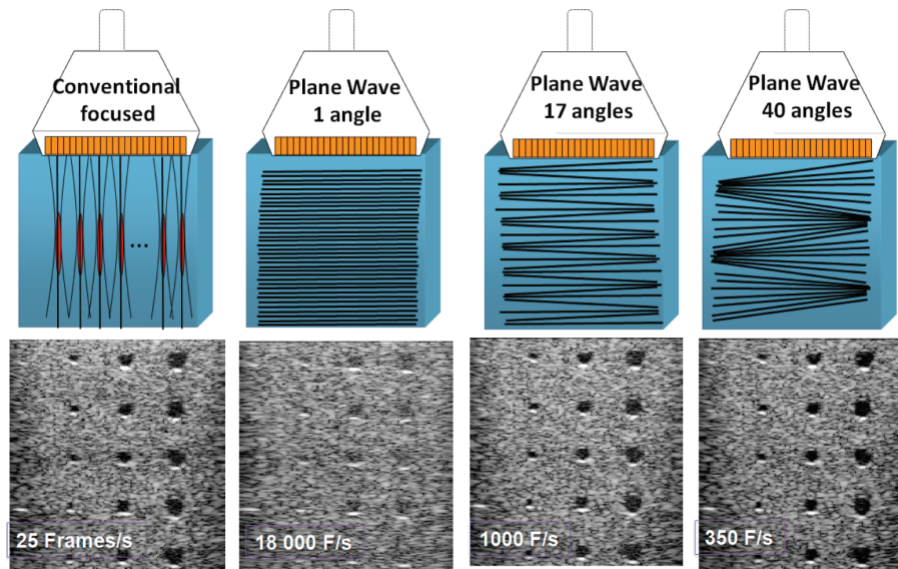 Conventional
focused
Plane Wave
1 angle
Plane Wave
17 angles
Plane Wave
40 angles
...
25 Frames/s
18 000 F/s
1000 F/s
350 F/s